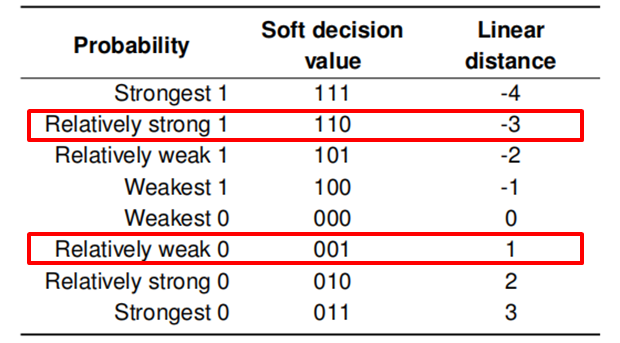 Probability Soft decision value Linear distance
Strongest 1 111 -4
Relatively strong 1 110 -3
Relatively weak 1 101 -2
Weakest 1 100 -1
Weakest 0 000 0
Relatively weak 0 001 1
Relatively strong 0 010 2
Strongest 0 011 3